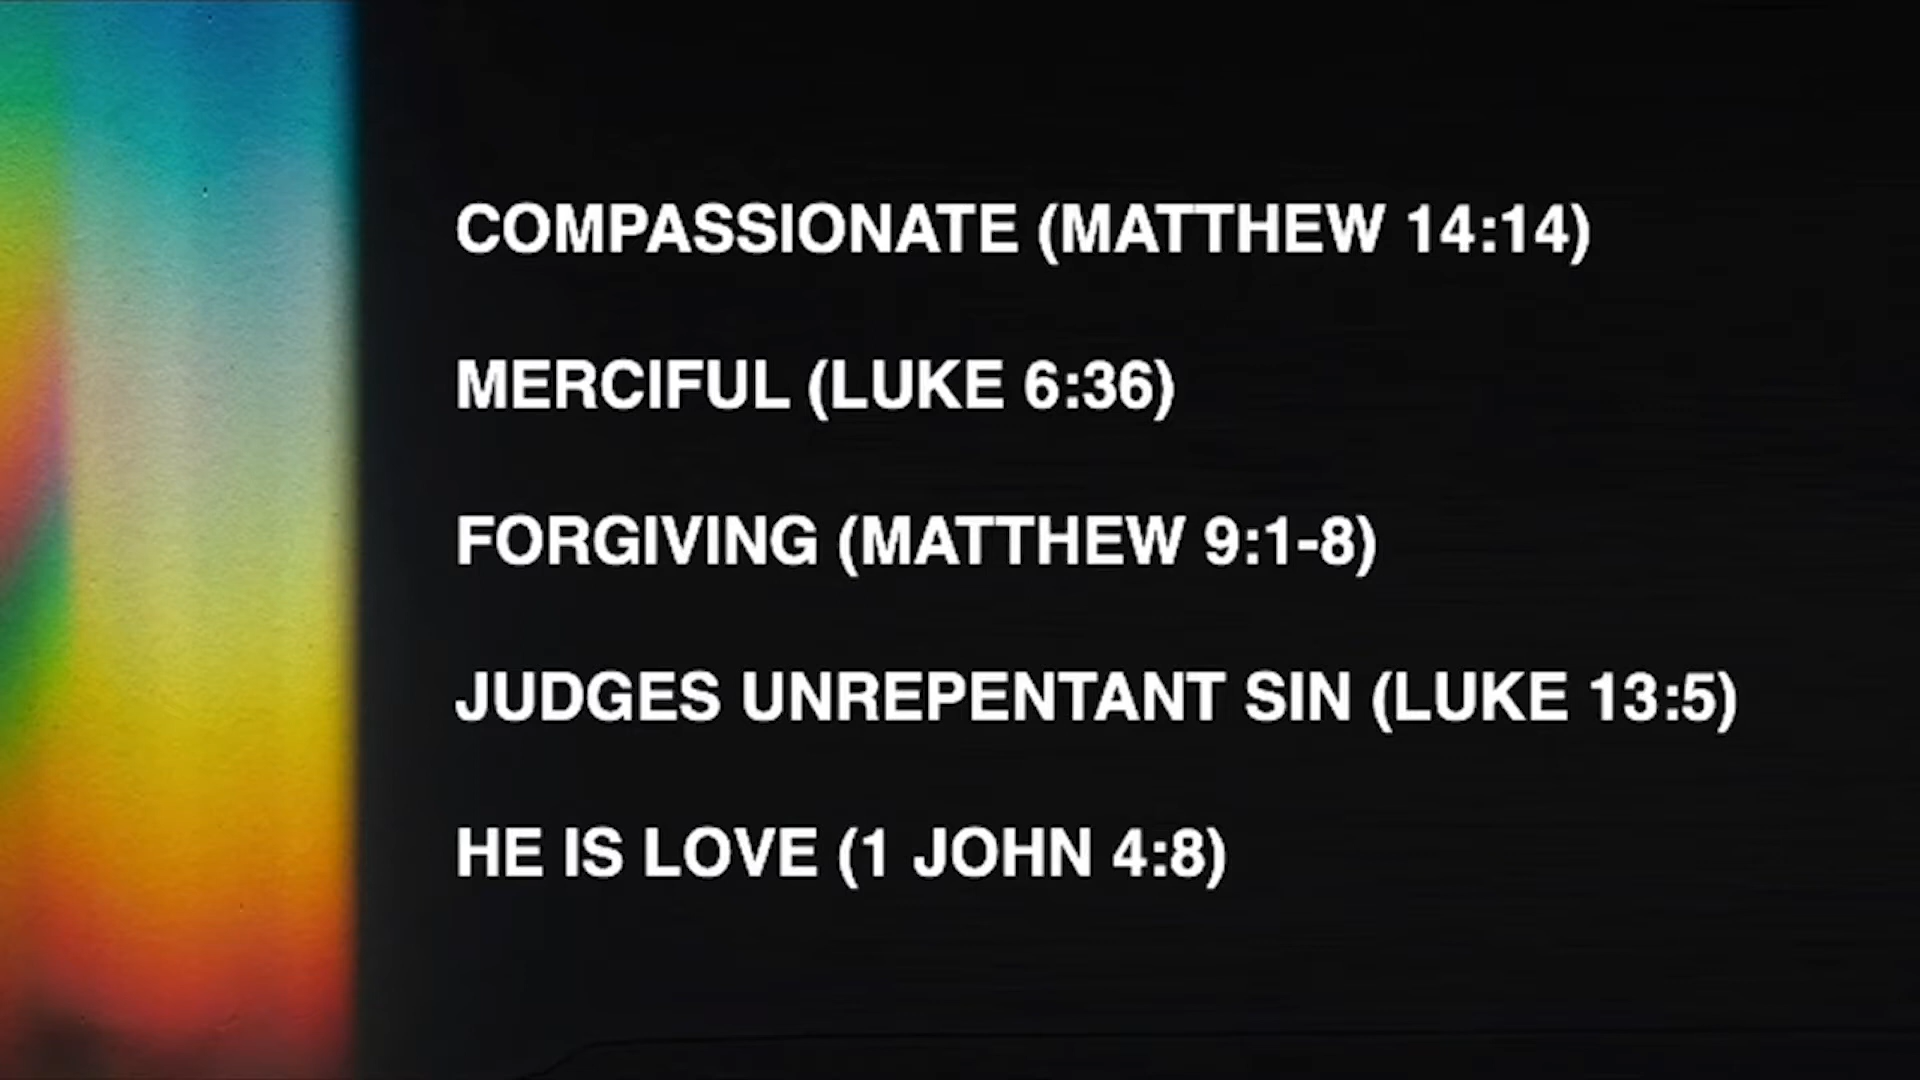 COMPASSIONATE (MATTHEW 14:14)
MERCIFUL (LUKE 6:36)
FORGIVING (MATTHEW 9:1-8)
JUDGES UNREPENTANT SIN (LUKE 13:5)
HE IS LOVE (1 JOHN 4:8)